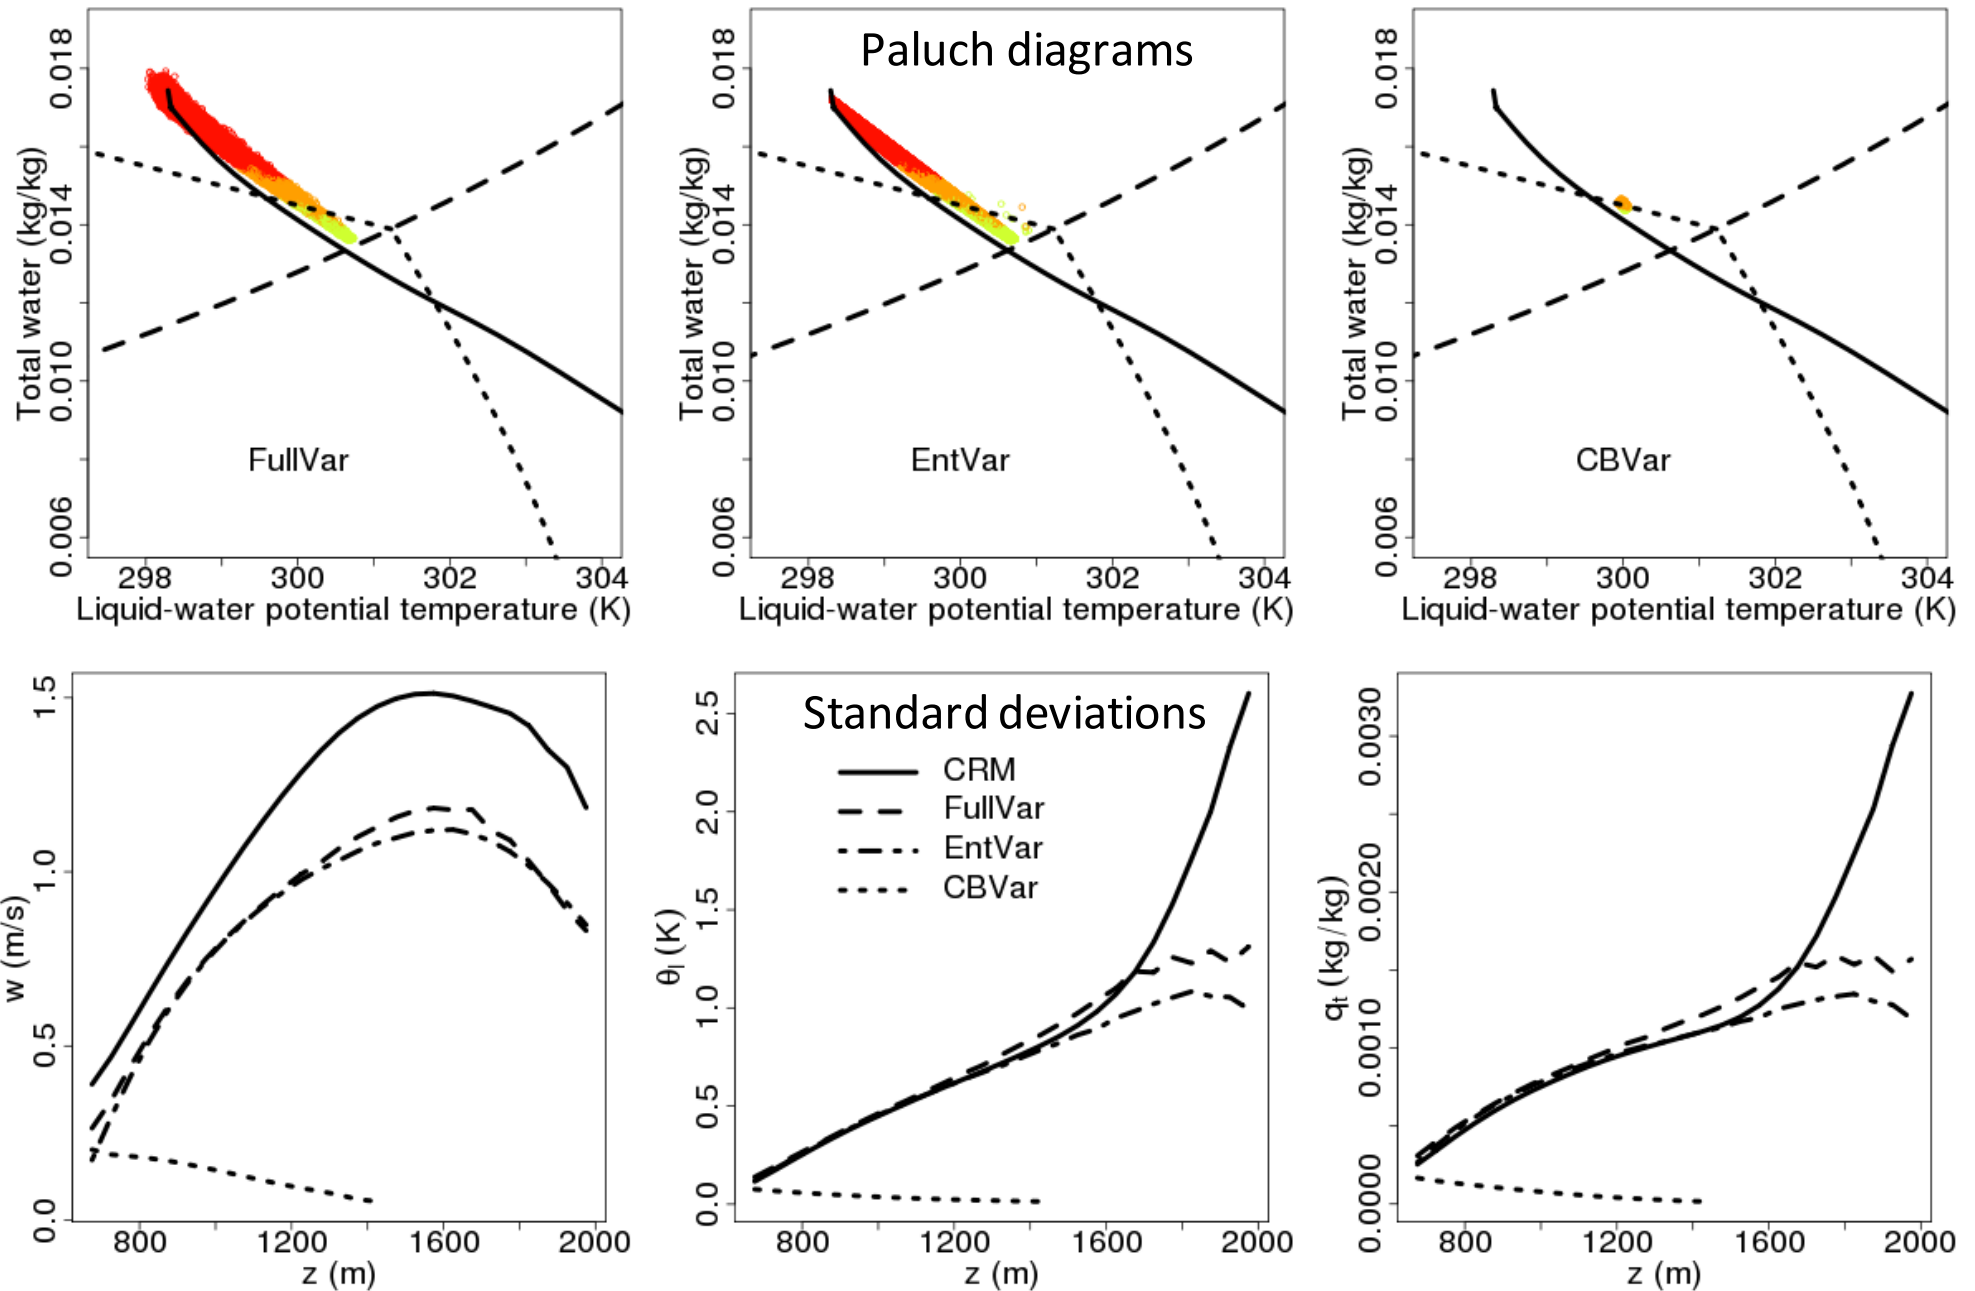 Paluch diagrams
Total water (kg/kg)
0.018
0.014
0.010
0.006
FullVar
298
300
302
304
Liquid-water potential temperature (K)
Total water (kg/kg)
0.018
0.014
0.010
0.006
EntVar
298
300
302
304
Liquid-water potential temperature (K)
Total water (kg/kg)
0.018
0.014
0.010
0.006
CBVar
298
300
302
304
Liquid-water potential temperature (K)
w (m/s)
1.5
1.0
0.5
0.0
800
1200
1600
2000
z (m)
Standard deviations
CRM
FullVar
EntVar
CBVar
θl (K)
2.5
2.0
1.5
1.0
0.5
0.0
800
1200
1600
2000
z (m)
qt (kg/kg)
0.0030
0.0020
0.0010
0.0000
800
1200
1600
2000
z (m)